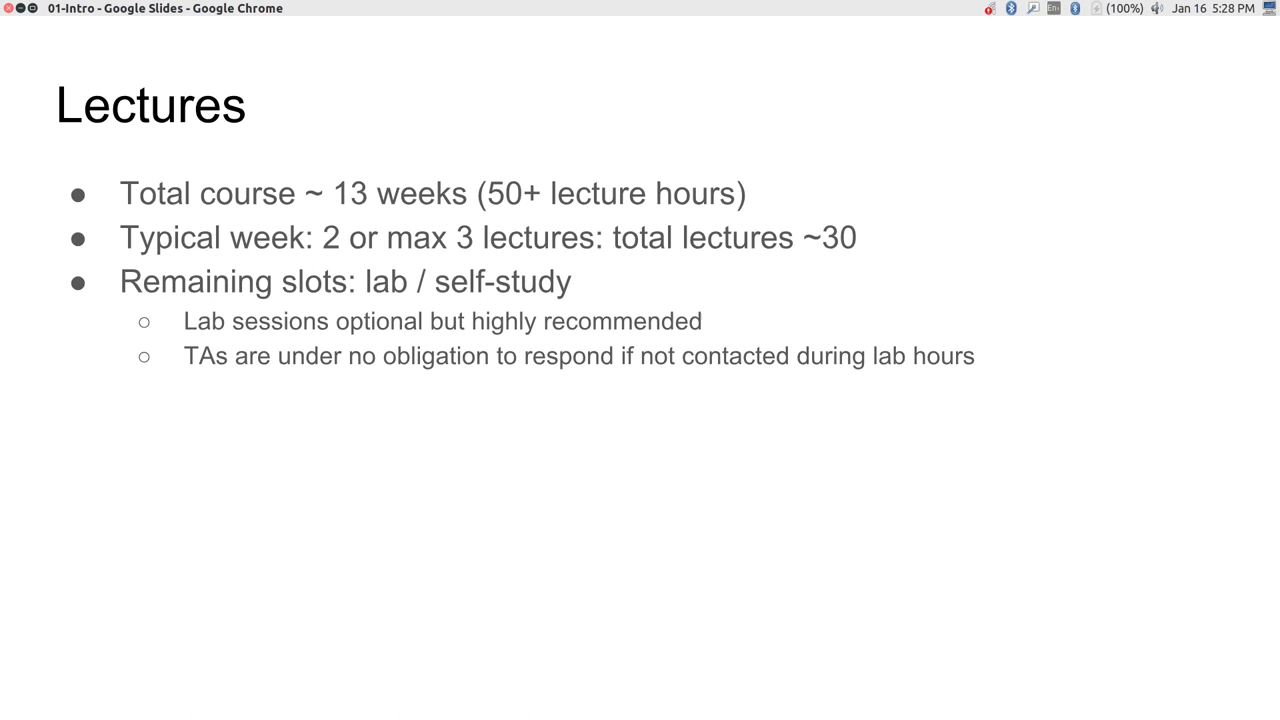 01-Intro - Google Slides - Google Chrome
(100%) Jan 16 5:28 PM
Lectures
● Total course ~ 13 weeks (50+ lecture hours)
● Typical week: 2 or max 3 lectures: total lectures ~30
● Remaining slots: lab / self-study
○ Lab sessions optional but highly recommended
○ TAs are under no obligation to respond if not contacted during lab hours